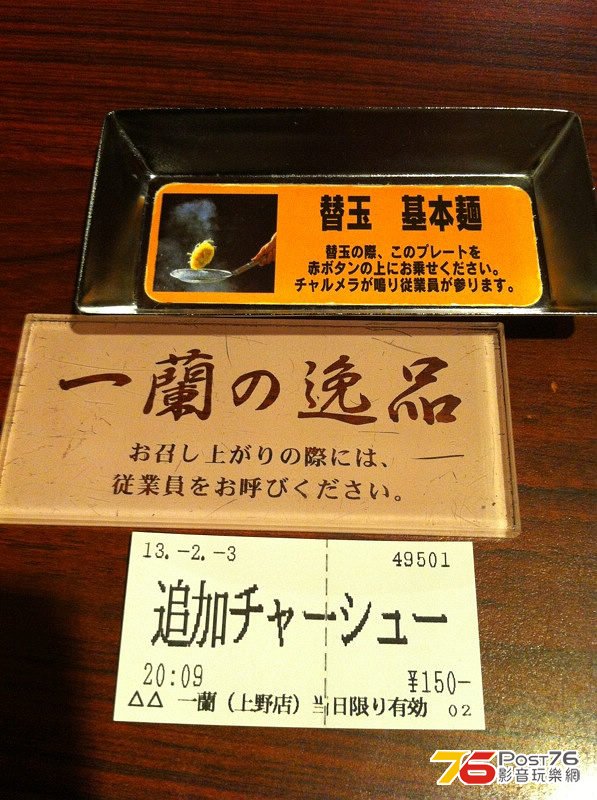 替玉 基本麺
替玉の際、このプレートを
赤ボタンの上にお乗せください。
チャルメラが鳴り従業員が参ります。
一蘭の逸品
お召し上がりの際には、
従業員をお呼びください。
13.-2.-3 49501
追加チャーシュー
20:09 ¥150-
△△ 一蘭(上野店) 当日限り有効 02
76 POST76
影音玩樂網